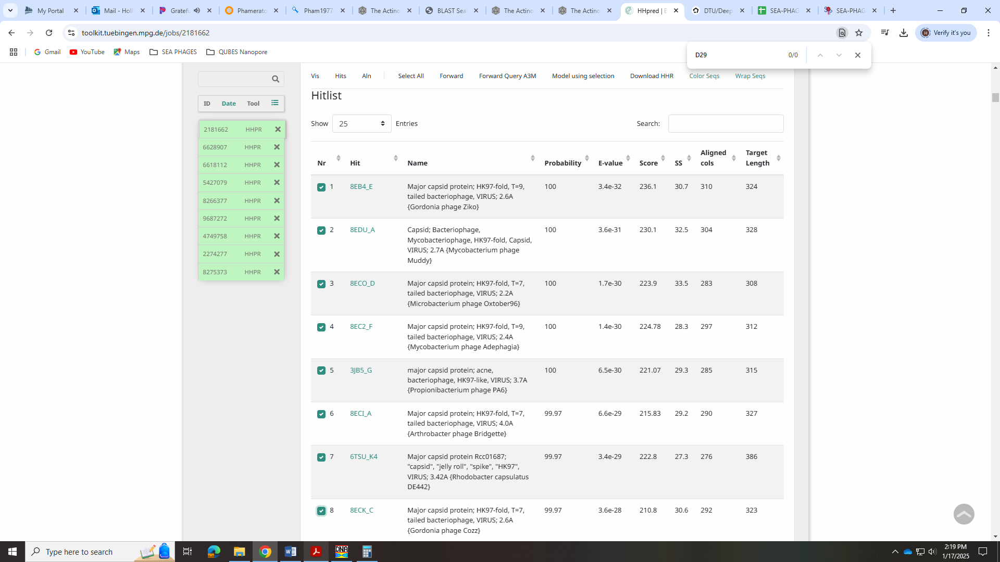 My Portal
Mail - Holl
Gratefu
Phamerato
Pham1977
The Actino
BLAST Sea
The Actino
The Actino
HHpred | B
DTU/Deep
SEA-PHAG
SEA-PHAG
toolkit.tuebingen.mpg.de/jobs/2181662
Verify it's you
Gmail
YouTube
Maps
SEA PHAGES
QUBES Nanopore
D29 0/0
Vis Hits Aln Select All Forward Forward Query A3M Model using selection Download HHR Color Seqs Wrap Seqs
Hitlist
ID Date Tool
2181662 HHPR
6628907 HHPR
6618112 HHPR
5427079 HHPR
8266377 HHPR
9687272 HHPR
4749758 HHPR
2274277 HHPR
8275373 HHPR
Show 25 Entries
Search:
Nr Hit Name Probability E-value Score SS Aligned cols Target Length
1 8EB4_E Major capsid protein; HK97-fold, T=9, 100 3.4e-32 236.1 30.7 310 324
tailed bacteriophage, VIRUS; 2.6A
{Gordonia phage Ziko}
2 8EDU_A Capsid; Bacteriophage, 100 3.6e-31 230.1 32.5 304 328
Mycobacteriophage, HK97-fold, Capsid,
VIRUS; 2.7A {Mycobacterium phage
Muddy}
3 8ECO_D Major capsid protein; HK97-fold, T=7, 100 1.7e-30 223.9 33.5 283 308
tailed bacteriophage, VIRUS; 2.2A
{Microbacterium phage Oxtober96}
4 8EC2_F Major capsid protein; HK97-fold, T=9, 100 1.4e-30 224.78 28.3 297 312
tailed bacteriophage, VIRUS; 2.4A
{Mycobacterium phage Adephagia}
5 3JB5_G major capsid protein; acne, 100 6.5e-30 221.07 29.3 285 315
bacteriophage, HK97-like, VIRUS; 3.7A
{Propionibacterium phage PA6}
6 8ECI_A Major capsid protein; HK97-fold, T=7, 99.97 6.6e-29 215.83 29.2 290 327
tailed bacteriophage, VIRUS; 4.0A
{Arthrobacter phage Bridgette}
7 6TSU_K4 Major capsid protein Rcc01687; 99.97 3.4e-29 222.8 27.3 276 386
"capsid", "jelly roll", "spike", "HK97",
VIRUS; 3.42A {Rhodobacter capsulatus
DE442}
8 8ECK_C Major capsid protein; HK97-fold, T=7, 99.97 3.6e-28 210.8 30.6 292 323
tailed bacteriophage, VIRUS; 2.6A
{Gordonia phage Cozz}
Type here to search
DNA
2:19 PM
1/17/2025